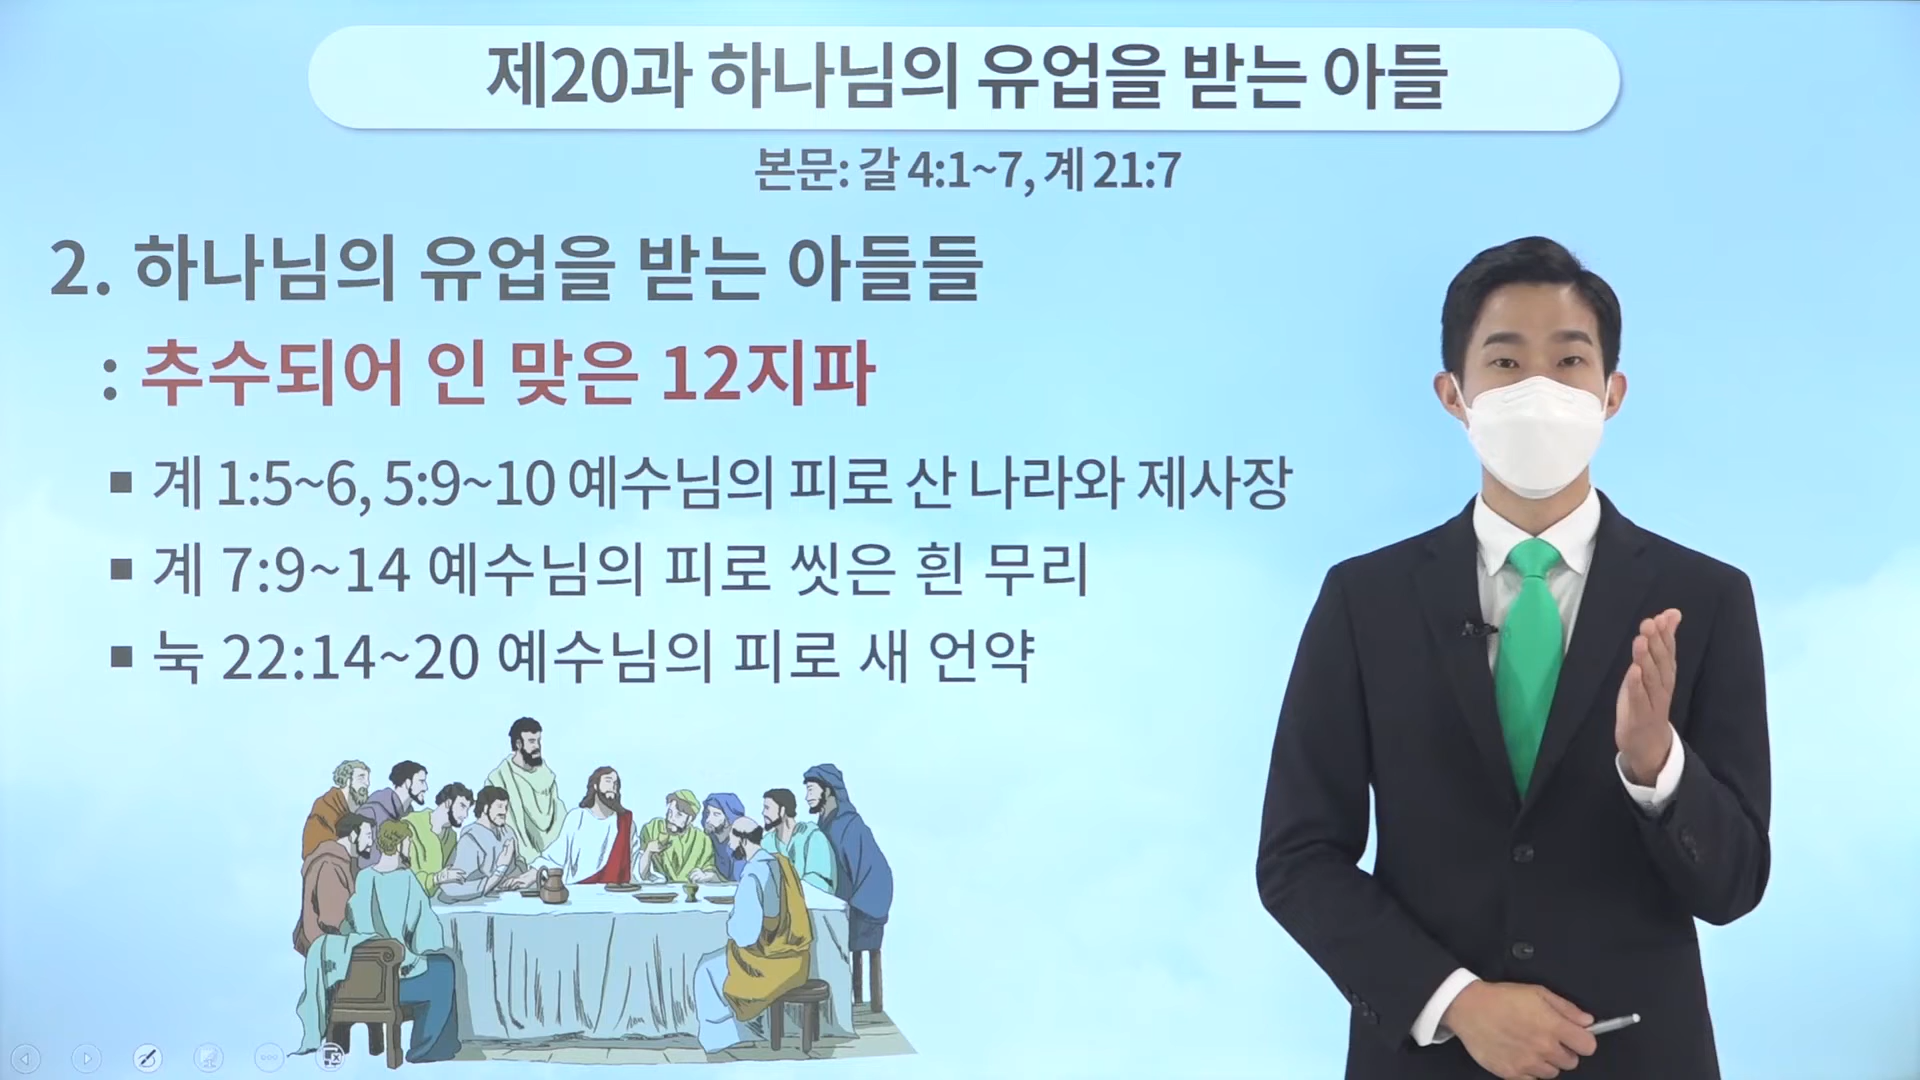 제20과 하나님의 유업을 받는 아들
본문: 갈 4:1~7, 계 21:7
2. 하나님의 유업을 받는 아들들
: 추수되어 인 맞은 12지파
▪ 계 1:5~6, 5:9~10 예수님의 피로 산 나라와 제사장
▪ 계 7:9~14 예수님의 피로 씻은 흰 무리
▪ 눅 22:14~20 예수님의 피로 새 언약